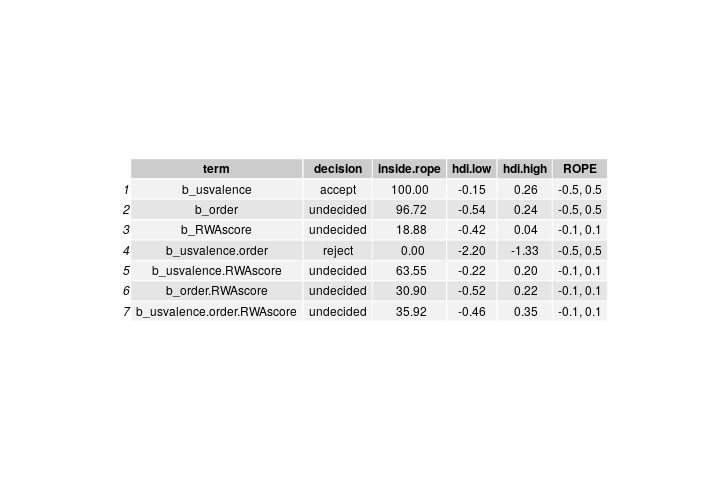 term decision inside.rope hdi.low hdi.high ROPE
1 b_usvalence accept 100.00 -0.15 0.26 -0.5, 0.5
2 b_order undecided 96.72 -0.54 0.24 -0.5, 0.5
3 b_RWAscore undecided 18.88 -0.42 0.04 -0.1, 0.1
4 b_usvalence.order reject 0.00 -2.20 -1.33 -0.5, 0.5
5 b_usvalence.RWAscore undecided 63.55 -0.22 0.20 -0.1, 0.1
6 b_order.RWAscore undecided 30.90 -0.52 0.22 -0.1, 0.1
7 b_usvalence.order.RWAscore undecided 35.92 -0.46 0.35 -0.1, 0.1